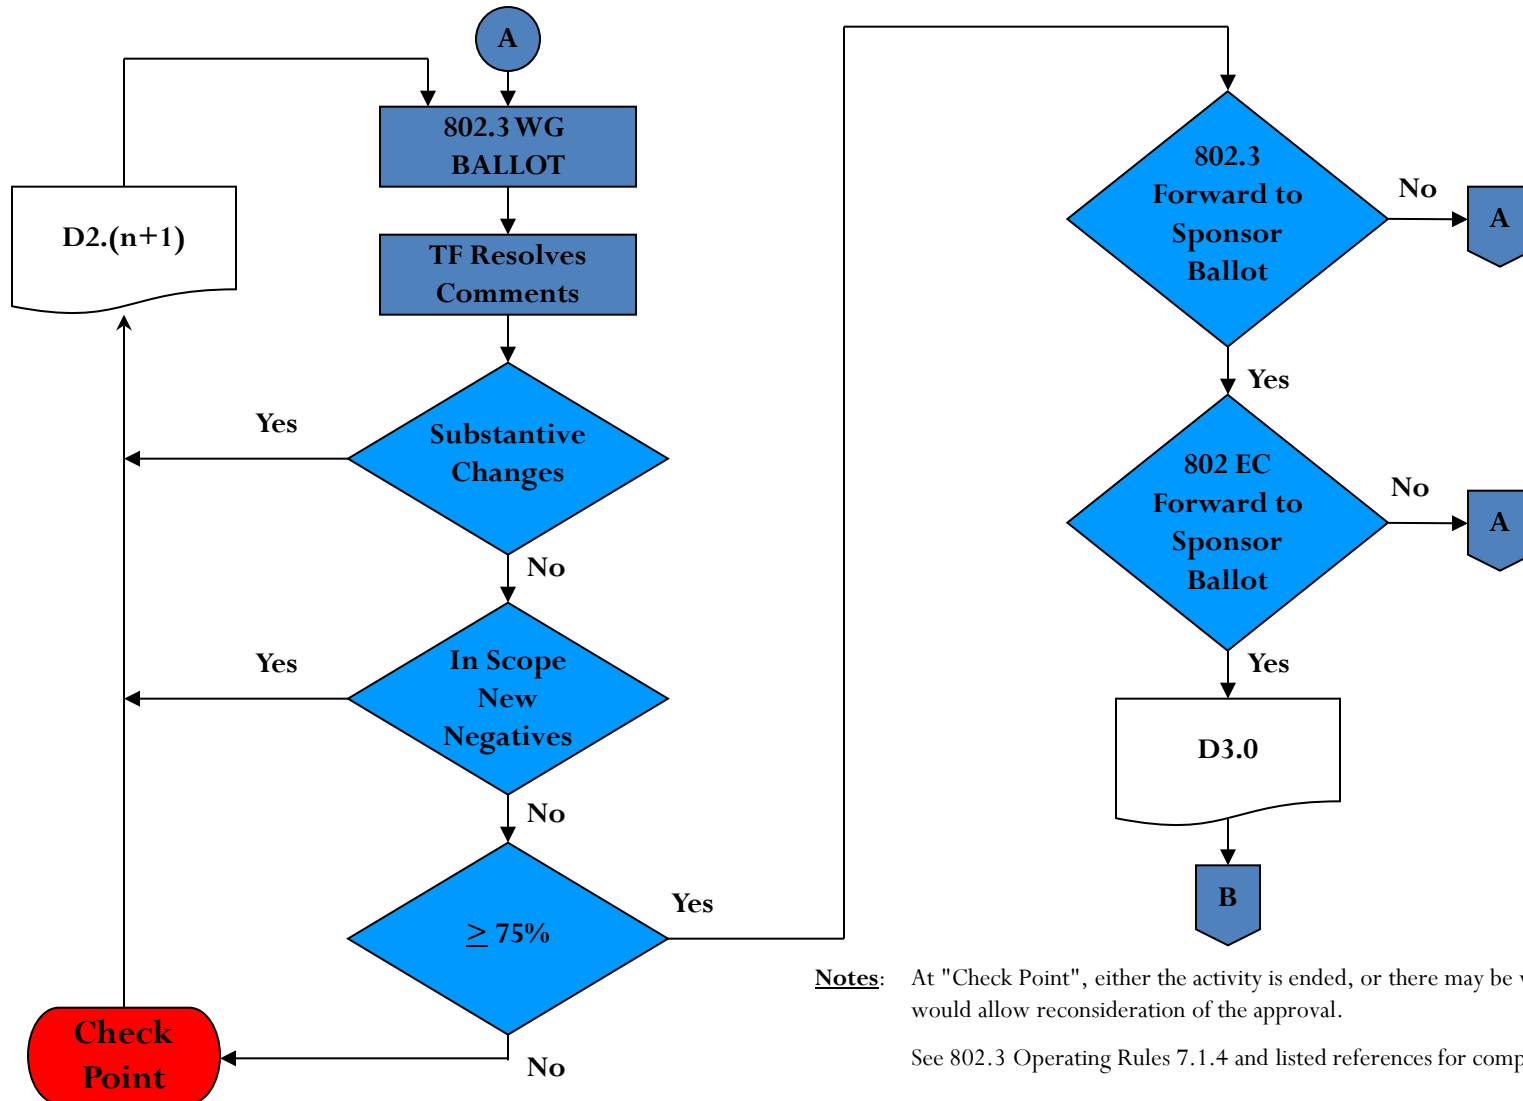 A
802.3 WG
BALLOT
D2.(n+1)
TF Resolves
Comments
Yes
Substantive
Changes
No
Yes
In Scope
New
Negatives
No
≥ 75%
Yes
No
Check
Point
802.3
Forward to
Sponsor
Ballot
No
A
Yes
802 EC
Forward to
Sponsor
Ballot
No
A
Yes
D3.0
B
Notes: At "Check Point", either the activity is ended, or there may be
would allow reconsideration of the approval.
See 802.3 Operating Rules 7.1.4 and listed references for